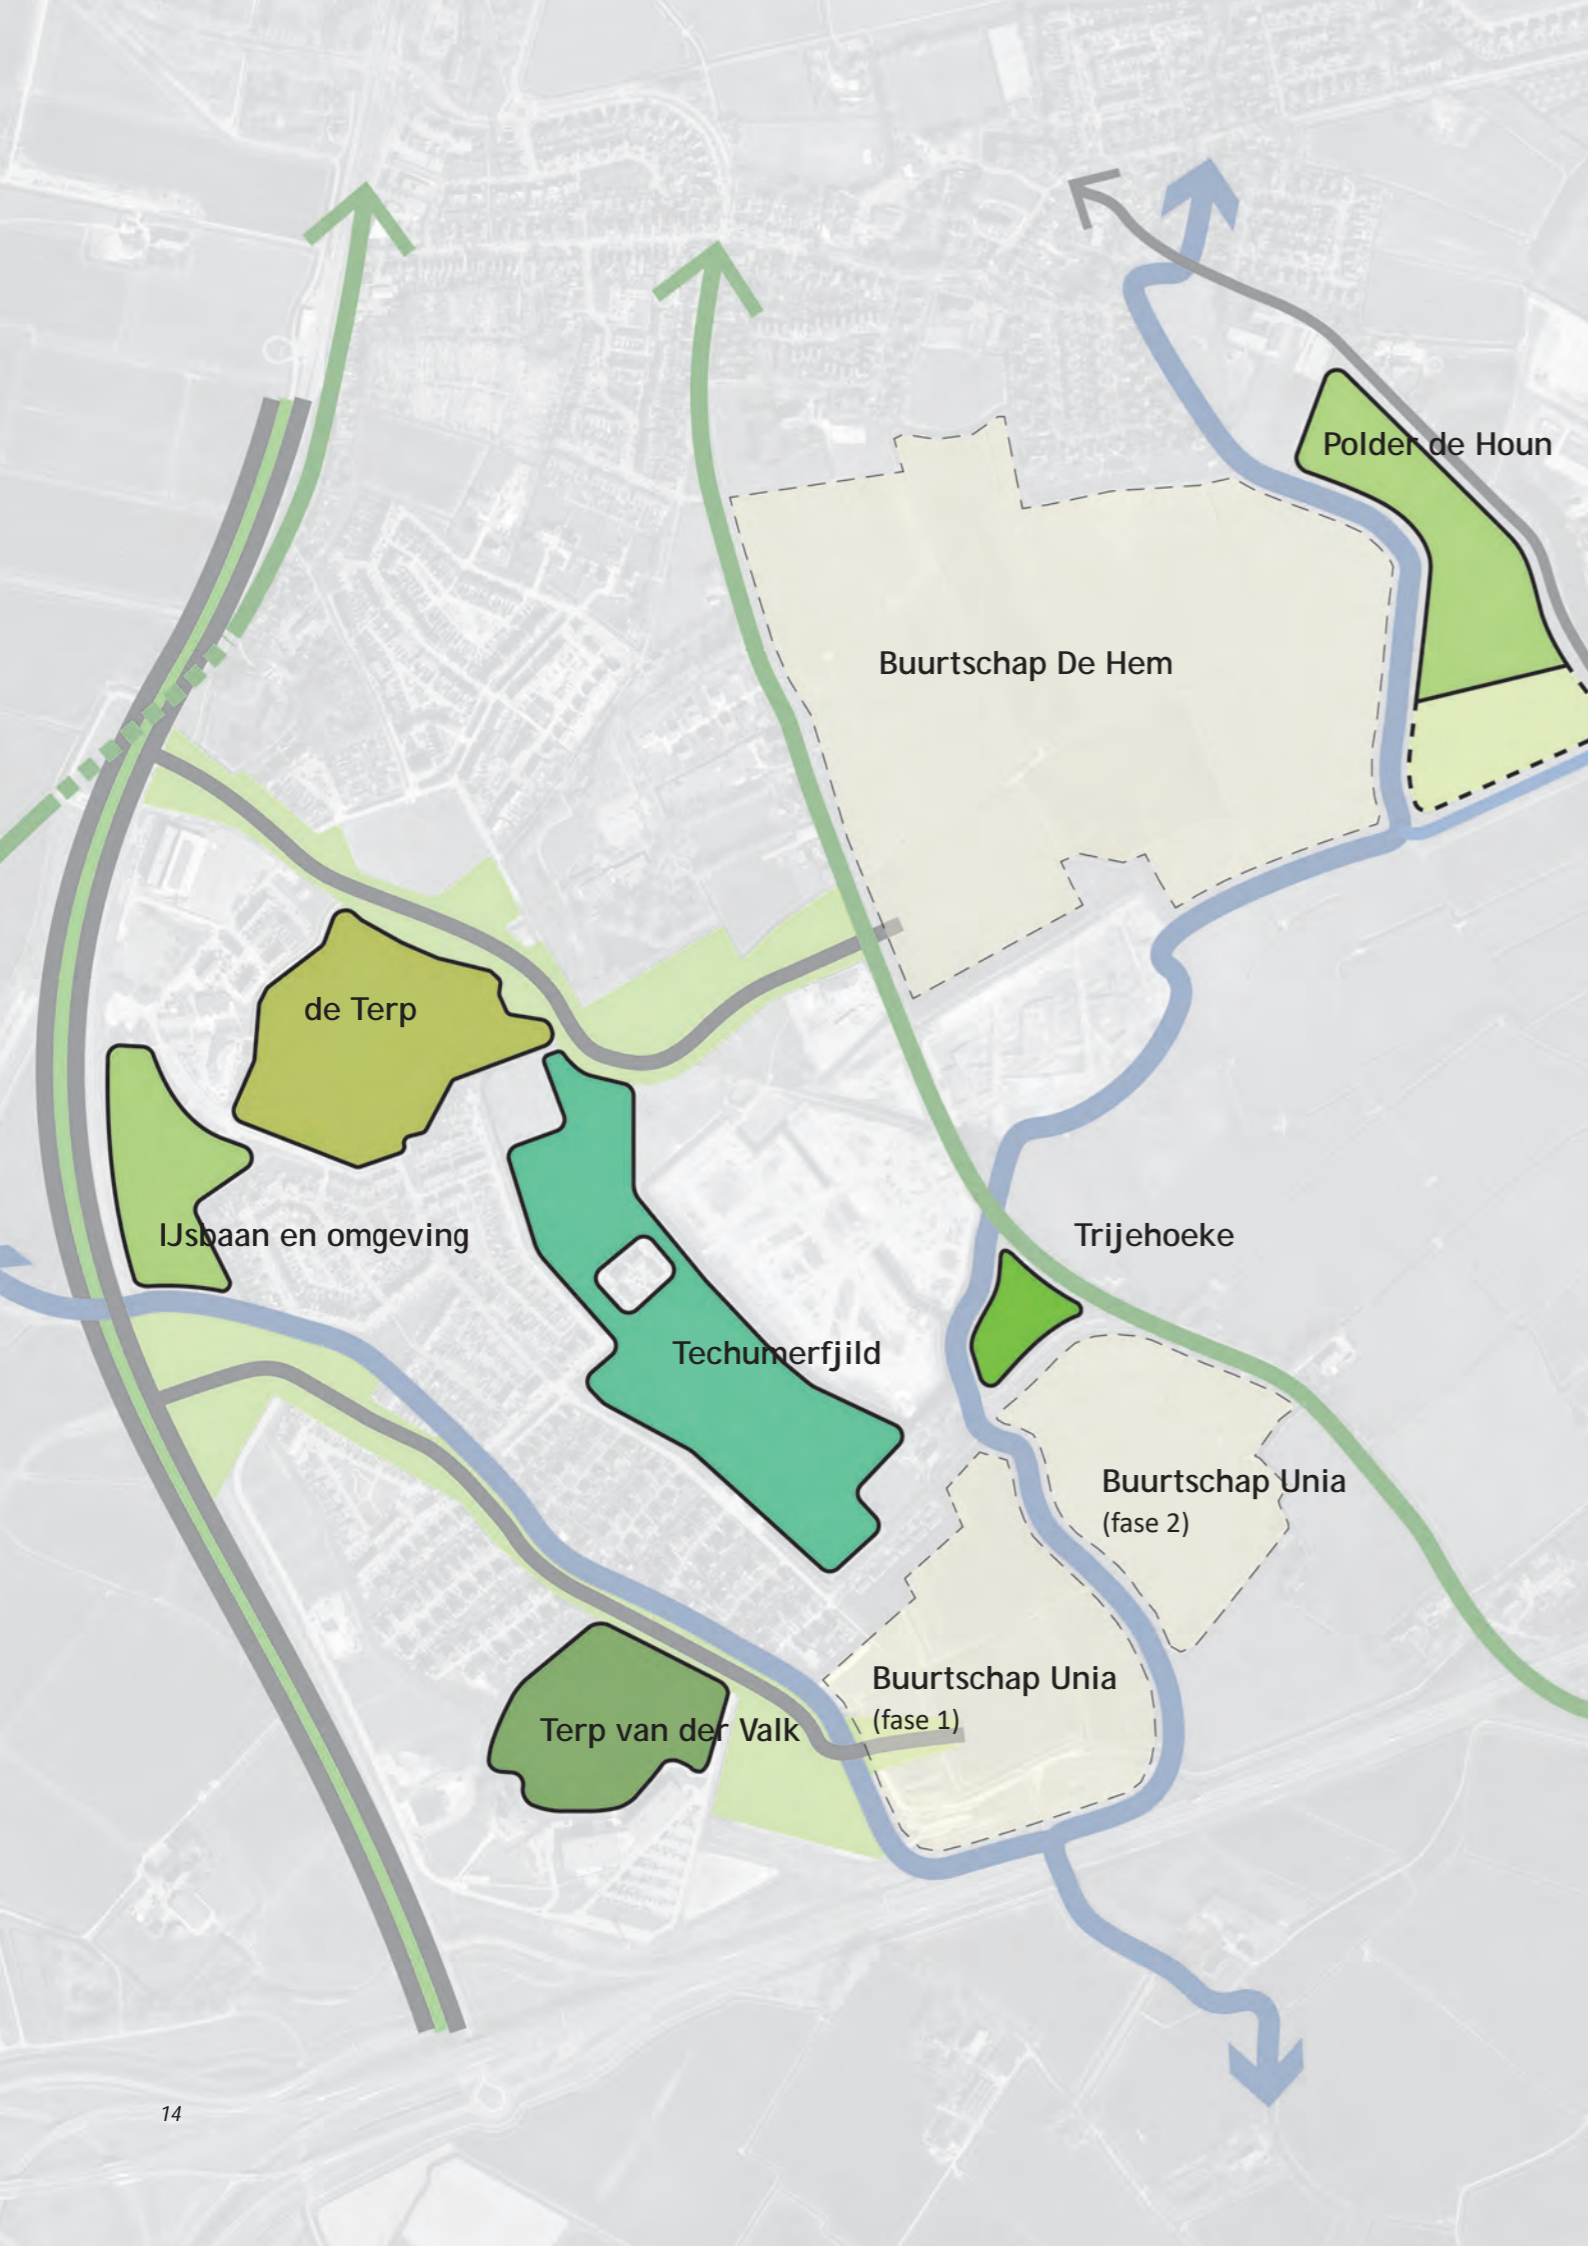 Polder de Houn
Buurtschap De Hem
de Terp
IJsbaan en omgeving
Trijehoeke
Techumerfjild
Buurtschap Unia
(fase 2)
Buurtschap Unia
(fase 1)
Terp van der Valk
14